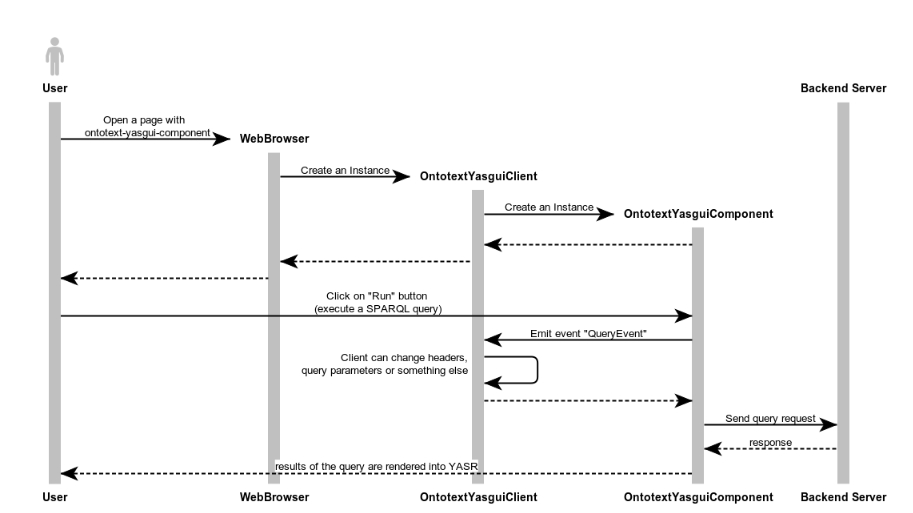 User
Backend Server
Open a page with
ontotext-yasgui-component
WebBrowser
Create an Instance
OntotextYasguiClient
Create an Instance
OntotextYasguiComponent
Click on "Run" button
(execute a SPARQL query)
Emit event "QueryEvent"
Client can change headers,
query parameters or something else
Send query request
response
results of the query are rendered into YASR
User
WebBrowser
OntotextYasguiClient
OntotextYasguiComponent
Backend Server